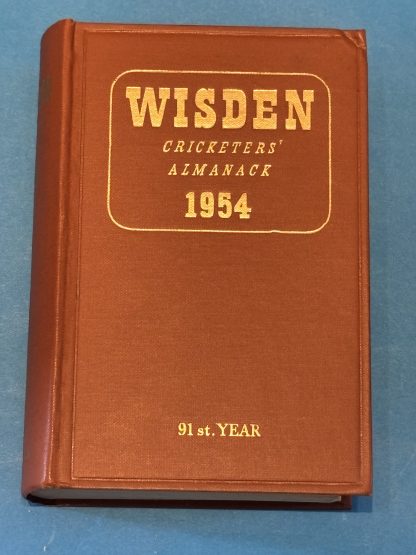 WISDEN
CRICKETERS'
ALMANACK
1954
91 st. YEAR